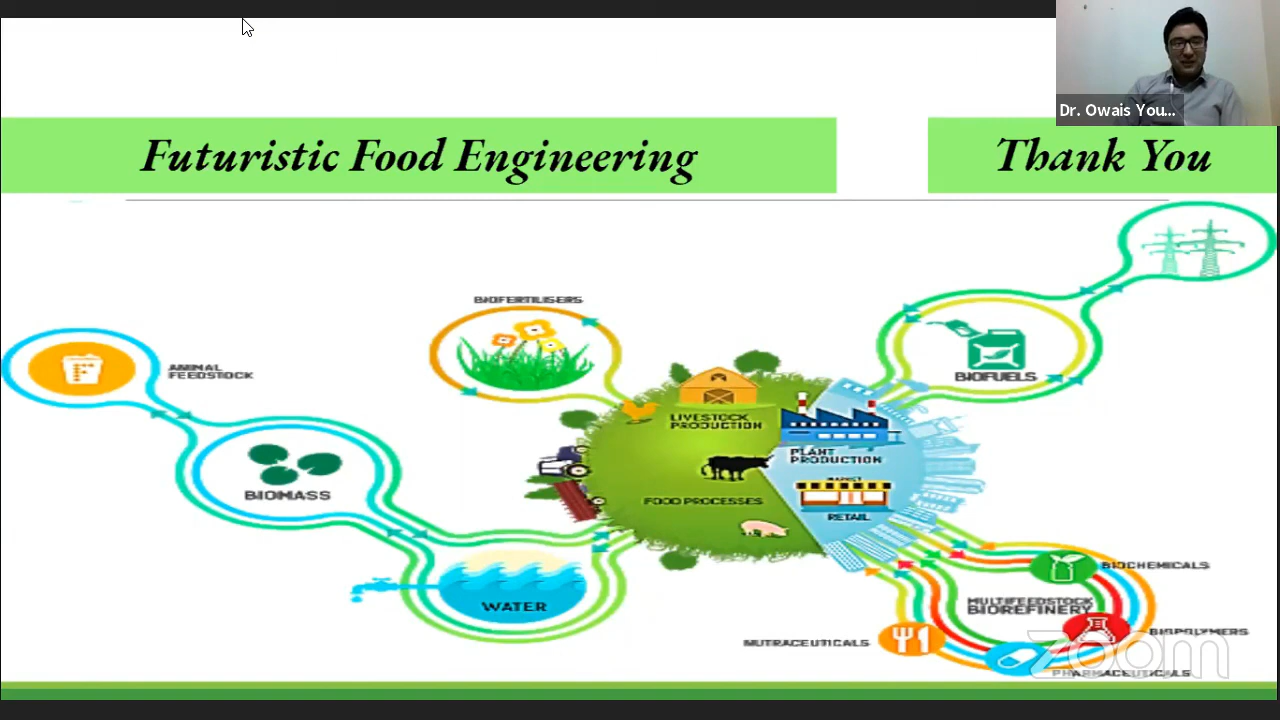 Dr. Owais You...
Futuristic Food Engineering
Thank You
BIOFERTILISERS
ANIMAL
FEEDSTOCK
BIOFUELS
LIVESTOCK
PRODUCTION
PLANT
PRODUCTION
MARKET
BIOMASS
FOOD PROCESSES
RETAIL
WATER
BIOCHEMICALS
MULTIFEEDSTOCK
BIOREFINERY
BIOPOLYMERS
NUTRACEUTICALS
PHARMACEUTICALS
zoom